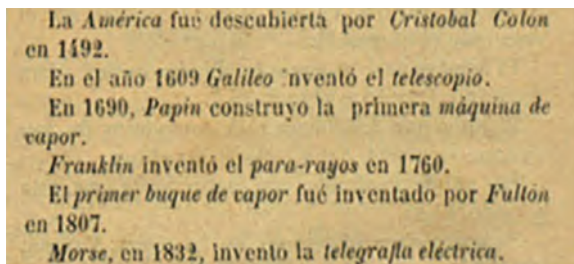 La América fué descubierta por Cristobal Colón
en 1492.
En el año 1609 Galileo inventó el telescopio.
En 1690, Papin construyo la primera máquina de
vapor.
Franklin inventó el para-rayos en 1760.
El primer buque de vapor fué inventado por Fultón
en 1807.
Morse, en 1832, invento la telegrafia eléctrica.